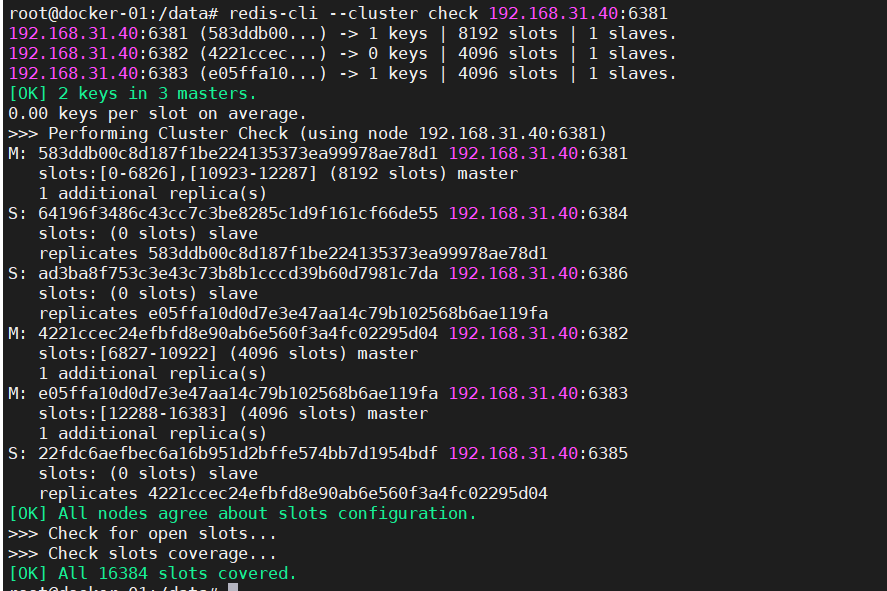 root@docker-01:/data# redis-cli --cluster check 192.168.31.40:6381
192.168.31.40:6381 (583ddb00...) -> 1 keys | 8192 slots | 1 slaves.
192.168.31.40:6382 (4221ccec...) -> 0 keys | 4096 slots | 1 slaves.
192.168.31.40:6383 (e05ffa10...) -> 1 keys | 4096 slots | 1 slaves.
[OK] 2 keys in 3 masters.
0.00 keys per slot on average.
>>> Performing Cluster Check (using node 192.168.31.40:6381)
M: 583ddb00c8d187f1be224135373ea99978ae78d1 192.168.31.40:6381
   slots:[0-6826],[10923-12287] (8192 slots) master
   1 additional replica(s)
S: 64196f3486c43cc7c3be8285c1d9f161cf66de55 192.168.31.40:6384
   slots: (0 slots) slave
   replicates 583ddb00c8d187f1be224135373ea99978ae78d1
S: ad3ba8f753c3e43c73b8b1cccd39b60d7981c7da 192.168.31.40:6386
   slots: (0 slots) slave
   replicates e05ffa10d0d7e3e47aa14c79b102568b6ae119fa
M: 4221ccec24efbfd8e90ab6e560f3a4fc02295d04 192.168.31.40:6382
   slots:[6827-10922] (4096 slots) master
   1 additional replica(s)
M: e05ffa10d0d7e3e47aa14c79b102568b6ae119fa 192.168.31.40:6383
   slots:[12288-16383] (4096 slots) master
   1 additional replica(s)
S: 22fdc6aefbec6a16b951d2bffe574bb7d1954bdf 192.168.31.40:6385
   slots: (0 slots) slave
   replicates 4221ccec24efbfd8e90ab6e560f3a4fc02295d04
[OK] All nodes agree about slots configuration.
>>> Check for open slots...
>>> Check slots coverage...
[OK] All 16384 slots covered.
root@docker-01:/data#